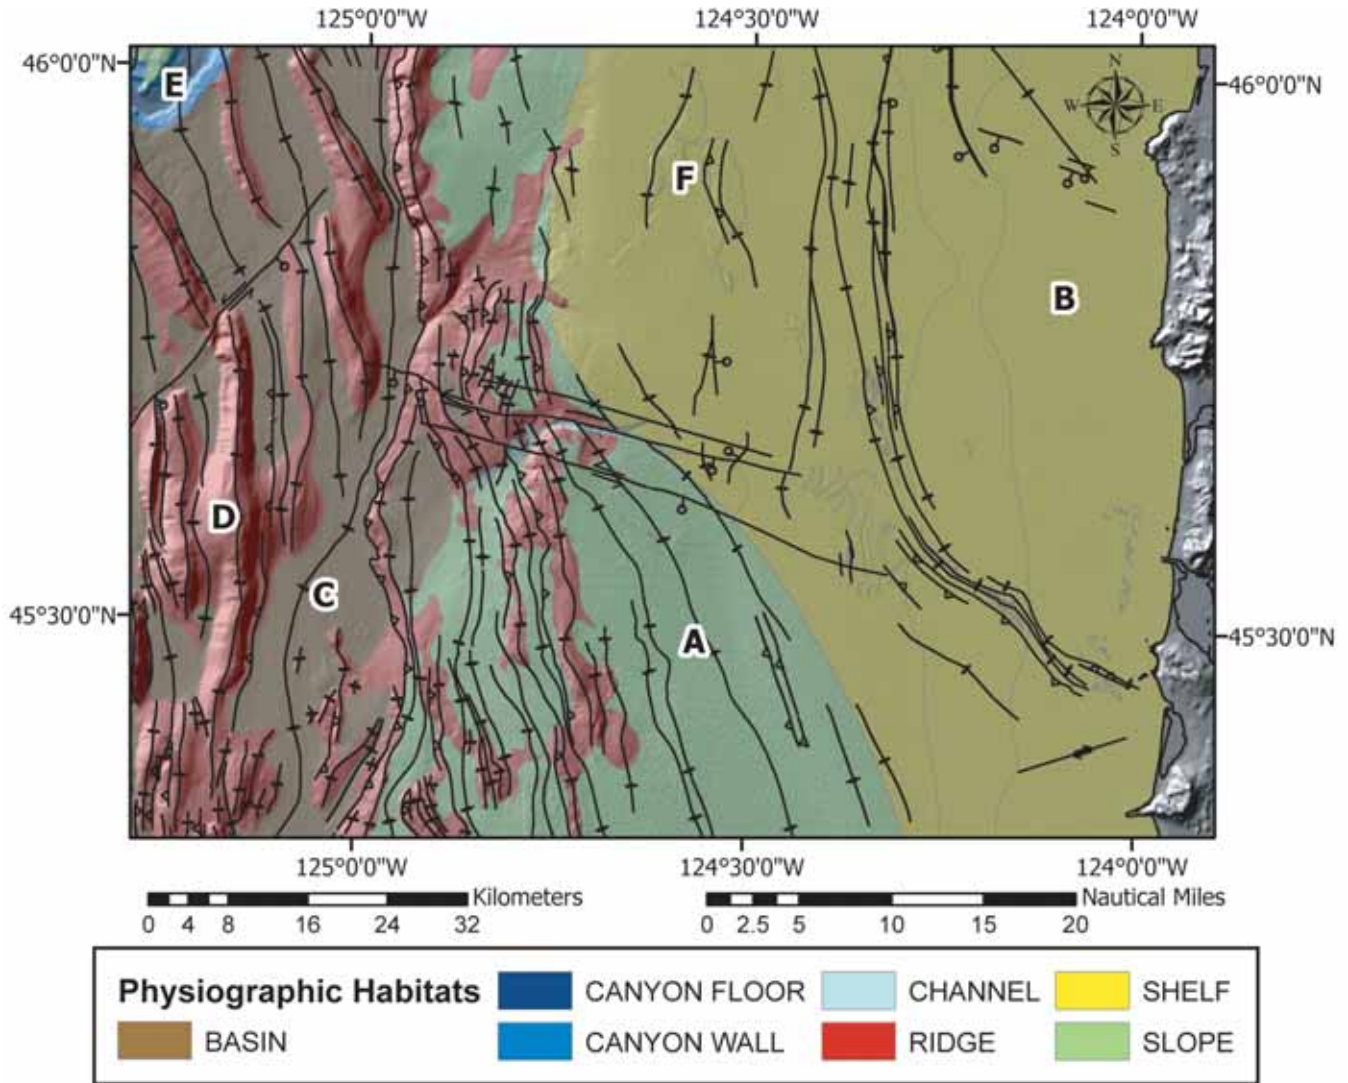 125°0'0"W 124°30'0"W 124°0'0"W
46°0'0"N 46°0'0"N
N
W E
S
E
F
B
D
C
A
45°30'0"N 45°30'0"N
125°0'0"W 124°30'0"W 124°0'0"W
Kilometers Nautical Miles
0 4 8 16 24 32 0 2.5 5 10 15 20
Physiographic Habitats
CANYON FLOOR CHANNEL SHELF
BASIN CANYON WALL RIDGE SLOPE